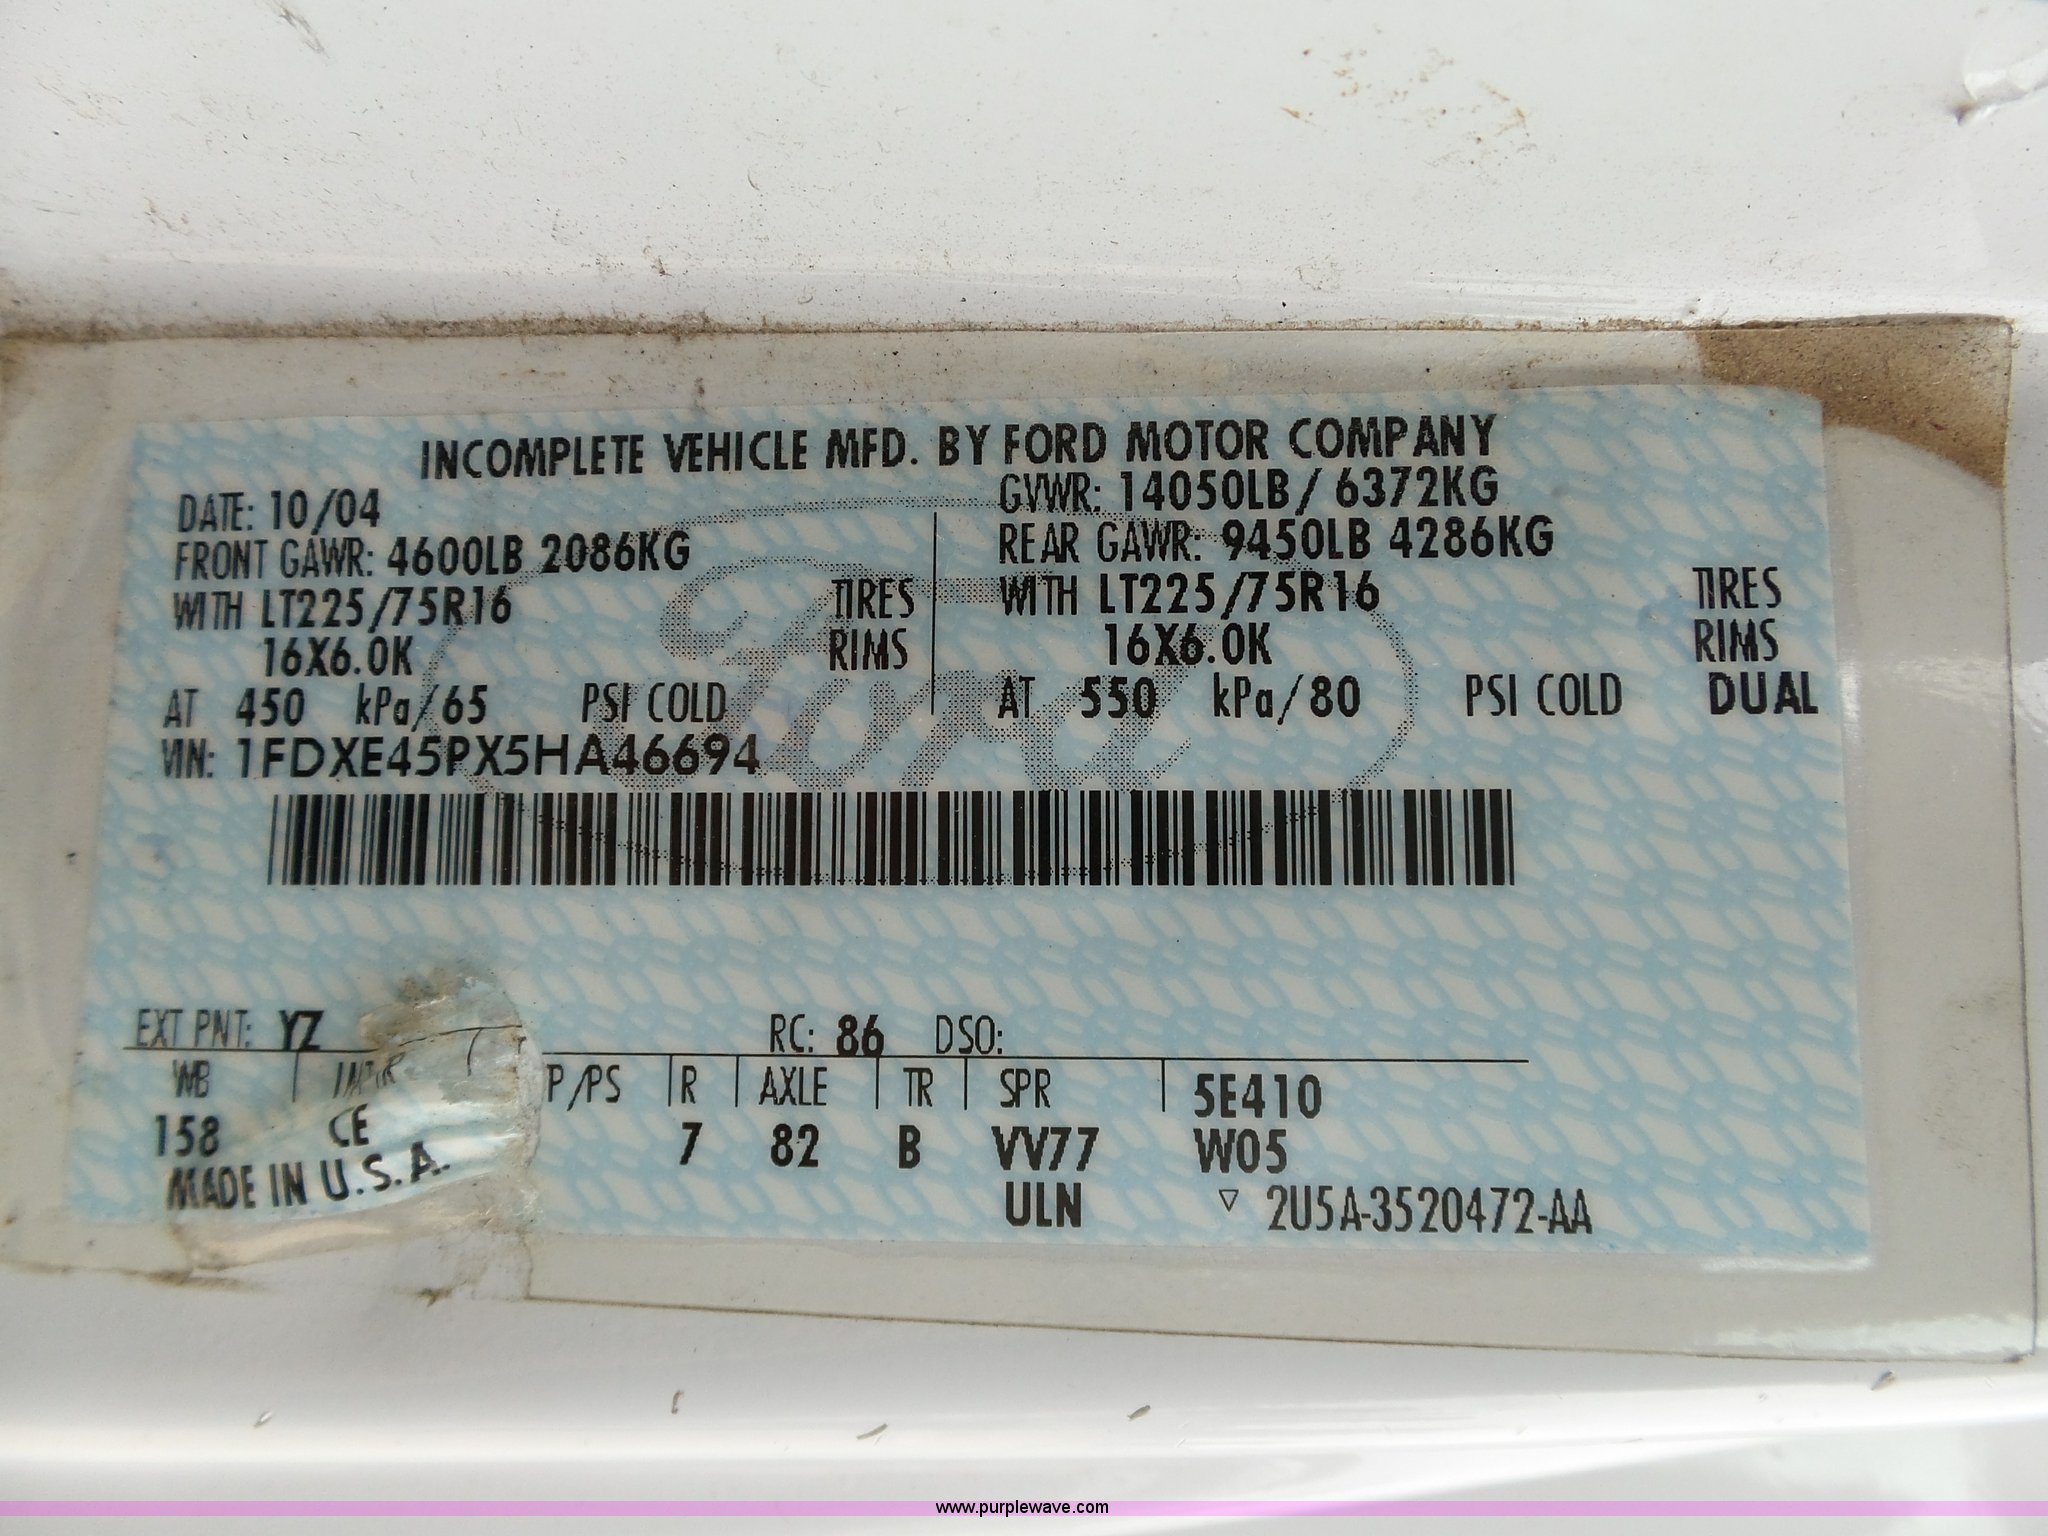 INCOMPLETE VEHICLE MFD. BY FORD MOTOR COMPANY
DATE: 10/04 GVWR: 14050LB/ 6372KG
FRONT GAWR: 4600LB 2086KG REAR GAWR: 9450LB 4286KG
WITH LT225/75R16 TIRES WITH LT225/75R16 TIRES
16X6.0K RIMS 16X6.0K RIMS
AT 450 kPa/65 PSI COLD AT 550 kPa/80 PSI COLD DUAL
VIN: 1FDXE45PX5HA46694
Ford
EXT PNT: YZ RC: 86 DSO:
WB P/PS R AXLE TR SPR 5E410
158 CE 7 82 B VV77 W05
MADE IN U.S.A. ULN ▽ 2U5A-3520472-AA
www.purplewave.com